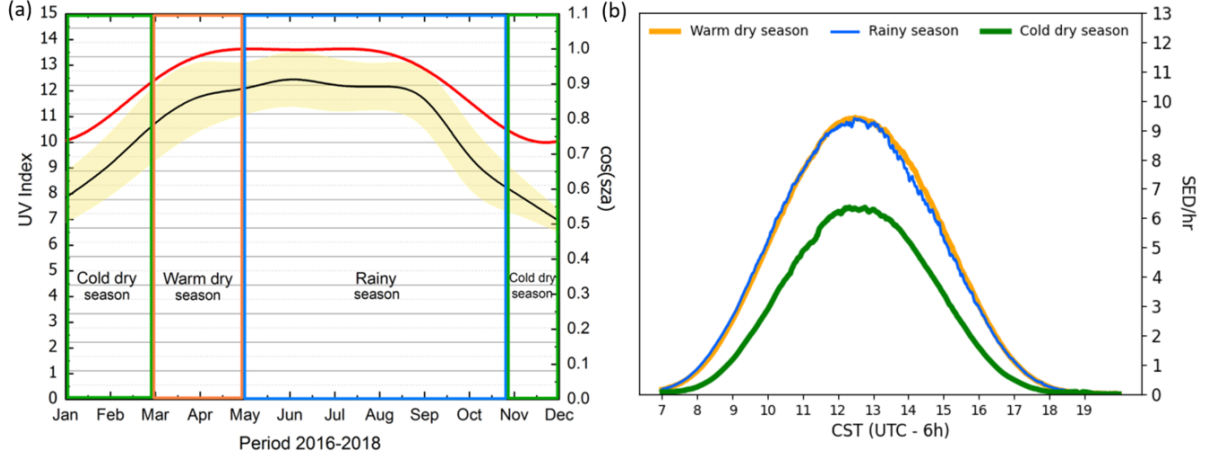 (a)
15
14
13
12
11
10
9
8
7
6
5
4
3
2
1
0
UV Index
1.1
1.0
0.9
0.8
0.7
0.6
0.5
0.4
0.3
0.2
0.1
0.0
cos(sza)
Cold dry
season
Warm dry
season
Rainy
season
Cold dry
season
Jan Feb Mar Apr May Jun Jul Aug Sep Oct Nov Dec
Period 2016-2018
(b)
Warm dry season Rainy season Cold dry season
13
12
11
10
9
8
7
6
5
4
3
2
1
0
SED/hr
7 8 9 10 11 12 13 14 15 16 17 18 19
CST (UTC - 6h)